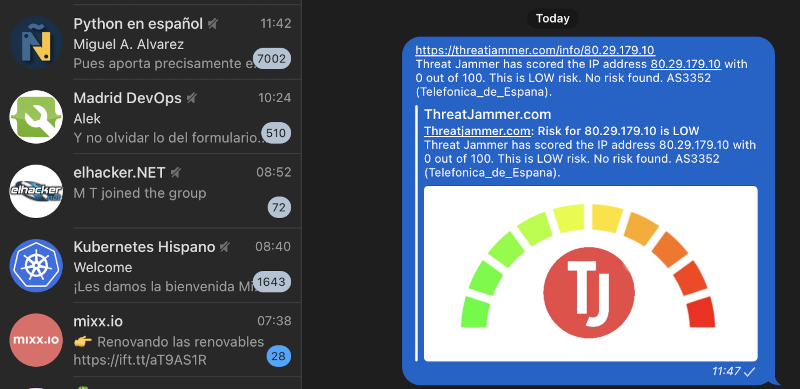 Python en español 11:42
Miguel A. Alvarez
Pues aporta precisamente e... 7002
Madrid DevOps 10:24
Alek
Y no olvidar lo del formulario... 510
elhacker.NET 08:52
M T joined the group
72
Kubernetes Hispano 08:40
Welcome
¡Les damos la bienvenida Mi... 1643
mixx.io 07:38
👉 Renovando las renovables
https://ift.tt/aT9AS1R 28
Ñ
elhacker.NET
mixx.io
Today
https://threatjammer.com/info/80.29.179.10
Threat Jammer has scored the IP address 80.29.179.10 with
0 out of 100. This is LOW risk. No risk found. AS3352
(Telefonica_de_Espana).
ThreatJammer.com
Threatjammer.com: Risk for 80.29.179.10 is LOW
Threat Jammer has scored the IP address 80.29.179.10 with
0 out of 100. This is LOW risk. No risk found. AS3352
(Telefonica_de_Espana).
TJ
11:47